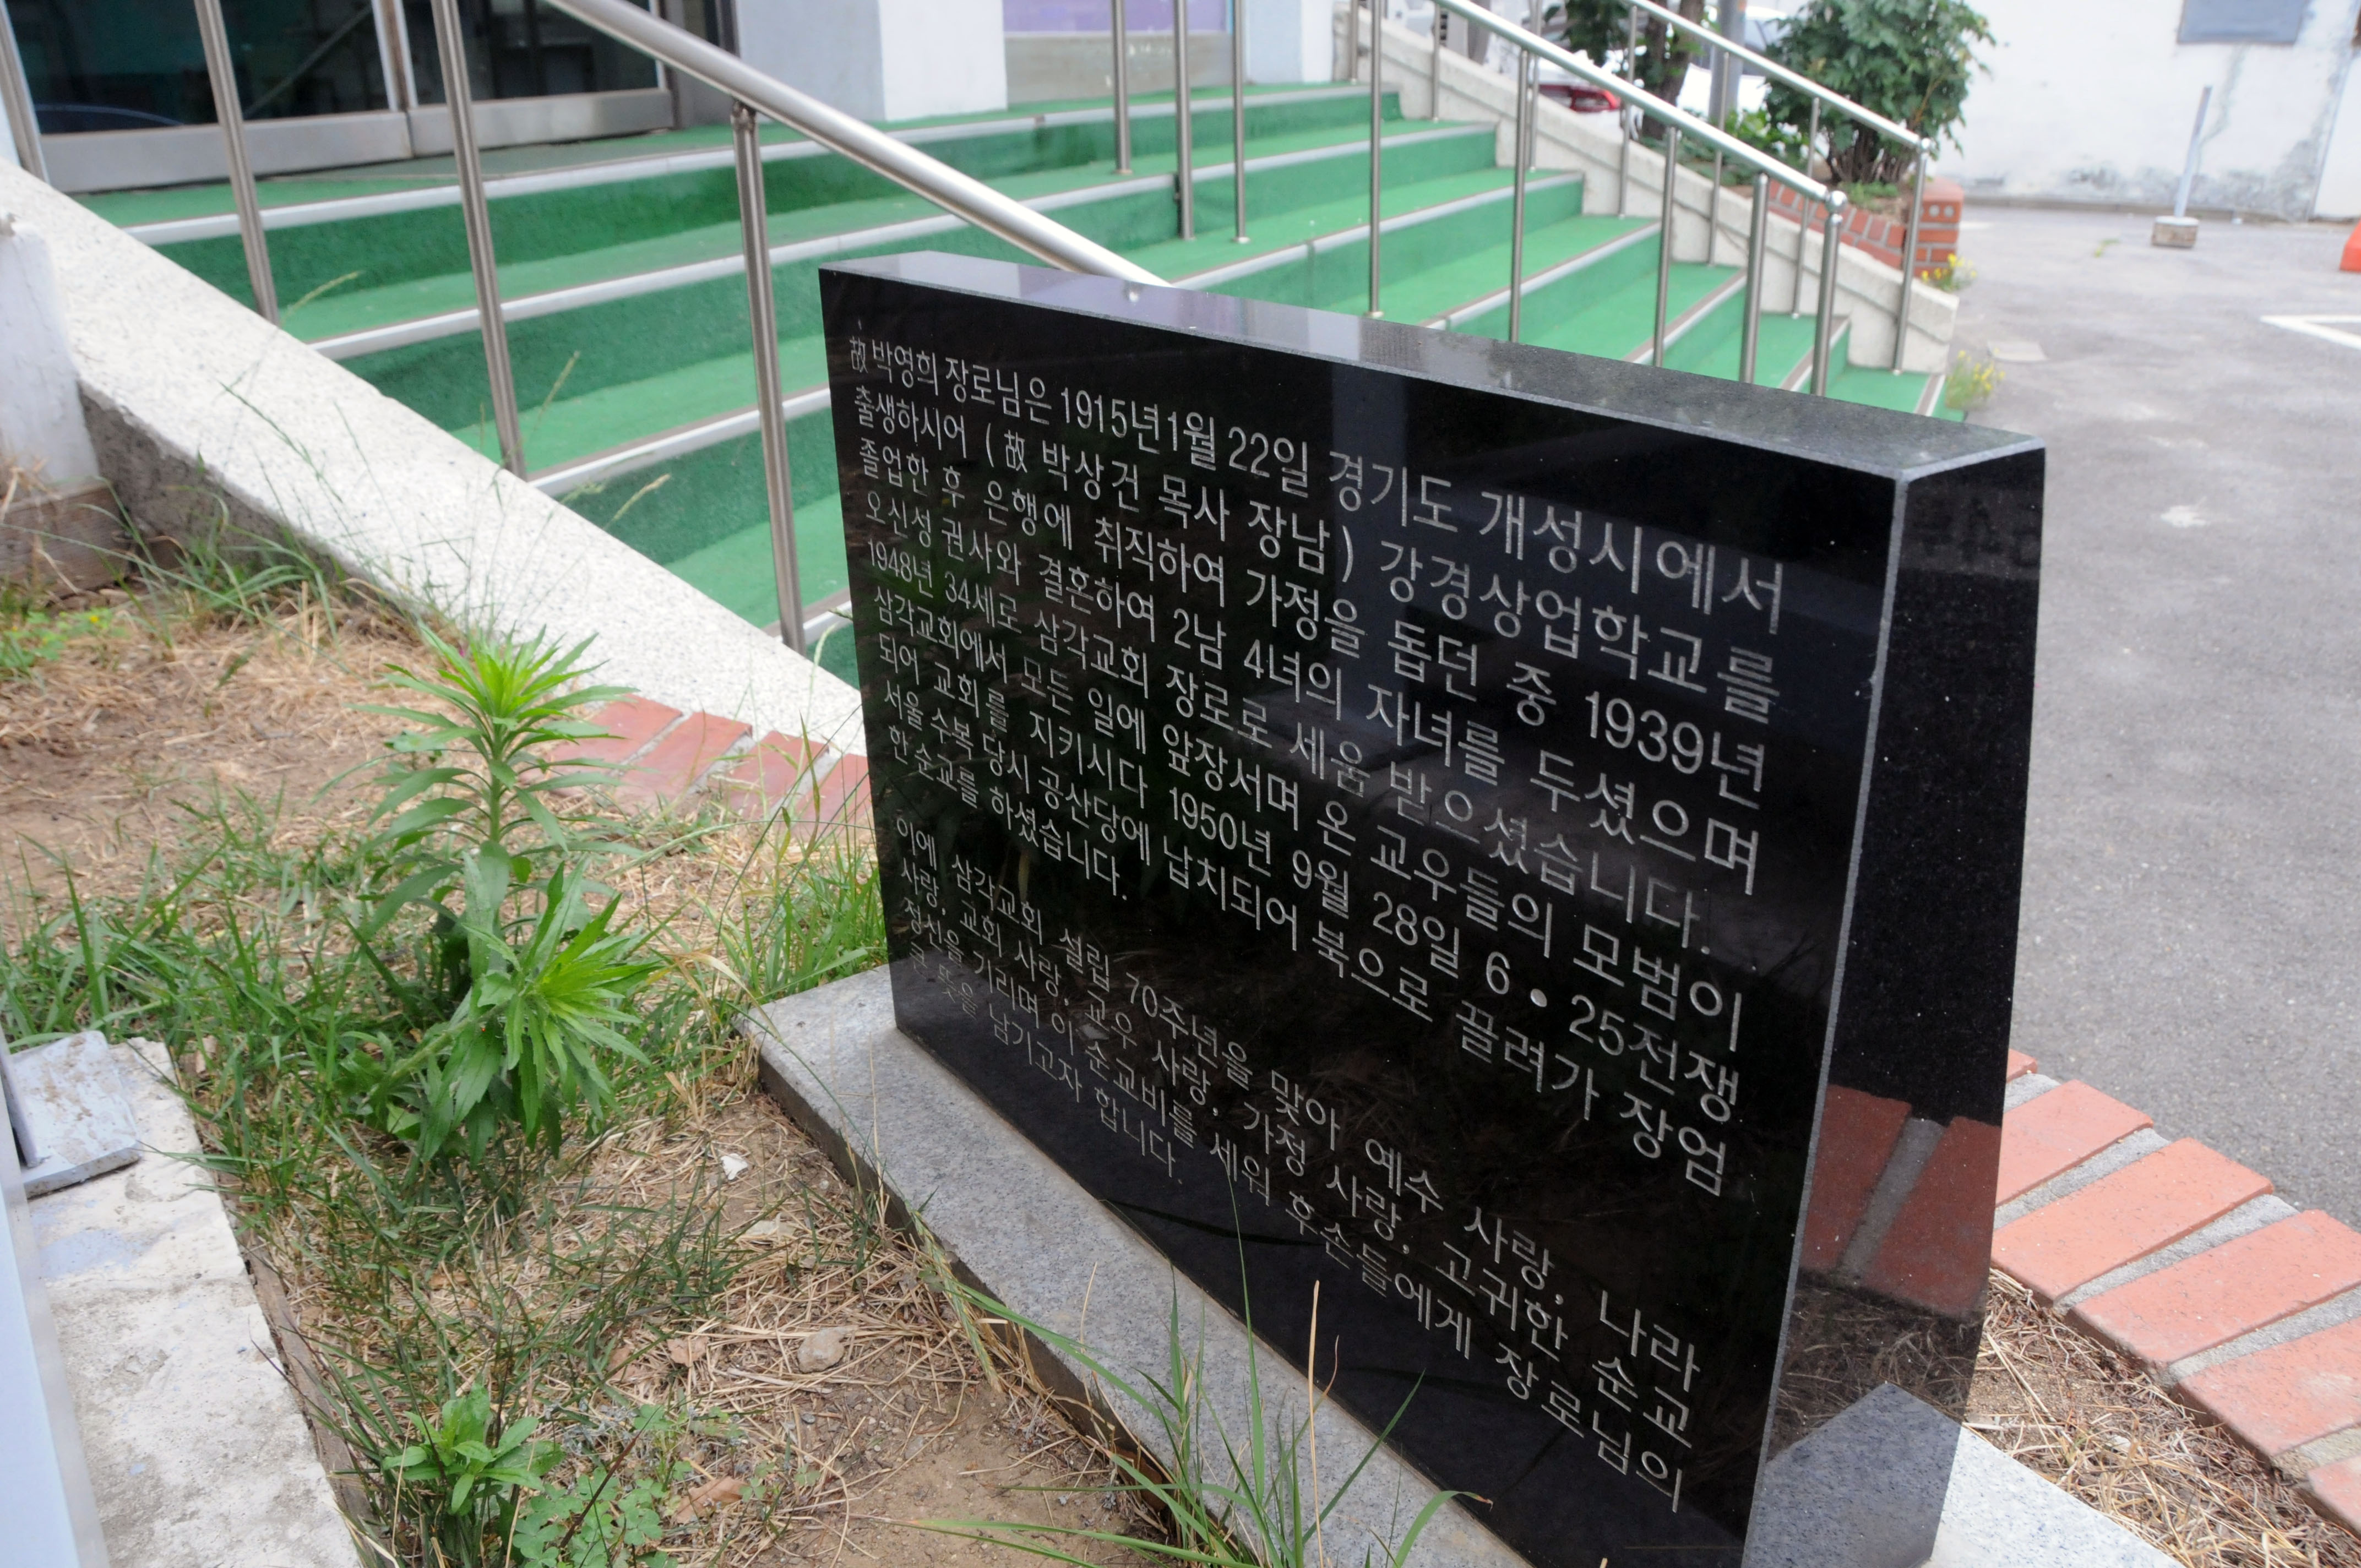 故 박영희 장로님은 1915년 1월 22일 경기도 개성시에서
출생하시어 ( 故 박상건 목사 장남 ) 강경상업학교를
졸업한 후 은행에 취직하여 가정을 돕던 중 1939년
오신성 권사와 결혼하여 2남 4녀의 자녀를 두셨으며
1948년 34세로 삼각교회 장로로 세움 받으셨습니다.
삼각교회에서 모든 일에 앞장서며 온 교우들의 모범이
되어 교회를 지키시다 1950년 9월 28일 6·25전쟁
서울 수복 당시 공산당에 납치되어 북으로 끌려가 장엄
한 순교를 하셨습니다.
이에 삼각교회 설립 70주년을 맞아 예수 사랑, 나라
사랑, 교회 사랑, 교우 사랑, 가정 사랑, 고귀한 순교
정신을 기리며 이 순교비를 세워 후손들에게 장로님의
큰 뜻을 남기고자 합니다.